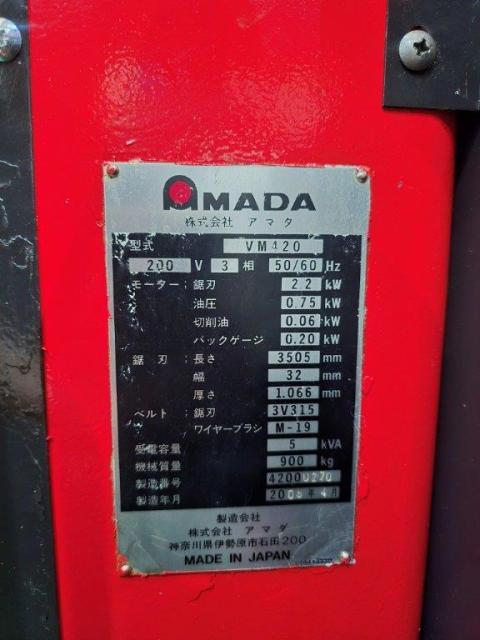 AMADA
株式会社 アマダ
型式 VM420
200 V 3 相 50/60 Hz
モーター 鋸刃 2.2 kW
油圧 0.75 kW
切削油 0.06 kW
バックゲージ 0.20 kW
鋸刃 長さ 3505 mm
幅 32 mm
厚さ 1.066 mm
ベルト 鋸刃 3V315
ワイヤーブラシ M-19
受電容量 5 kVA
機械質量 900 kg
製造番号 42000270
製造年月 年4月
製造会社
株式会社 アマダ
神奈川県伊勢原市石田200
MADE IN JAPAN